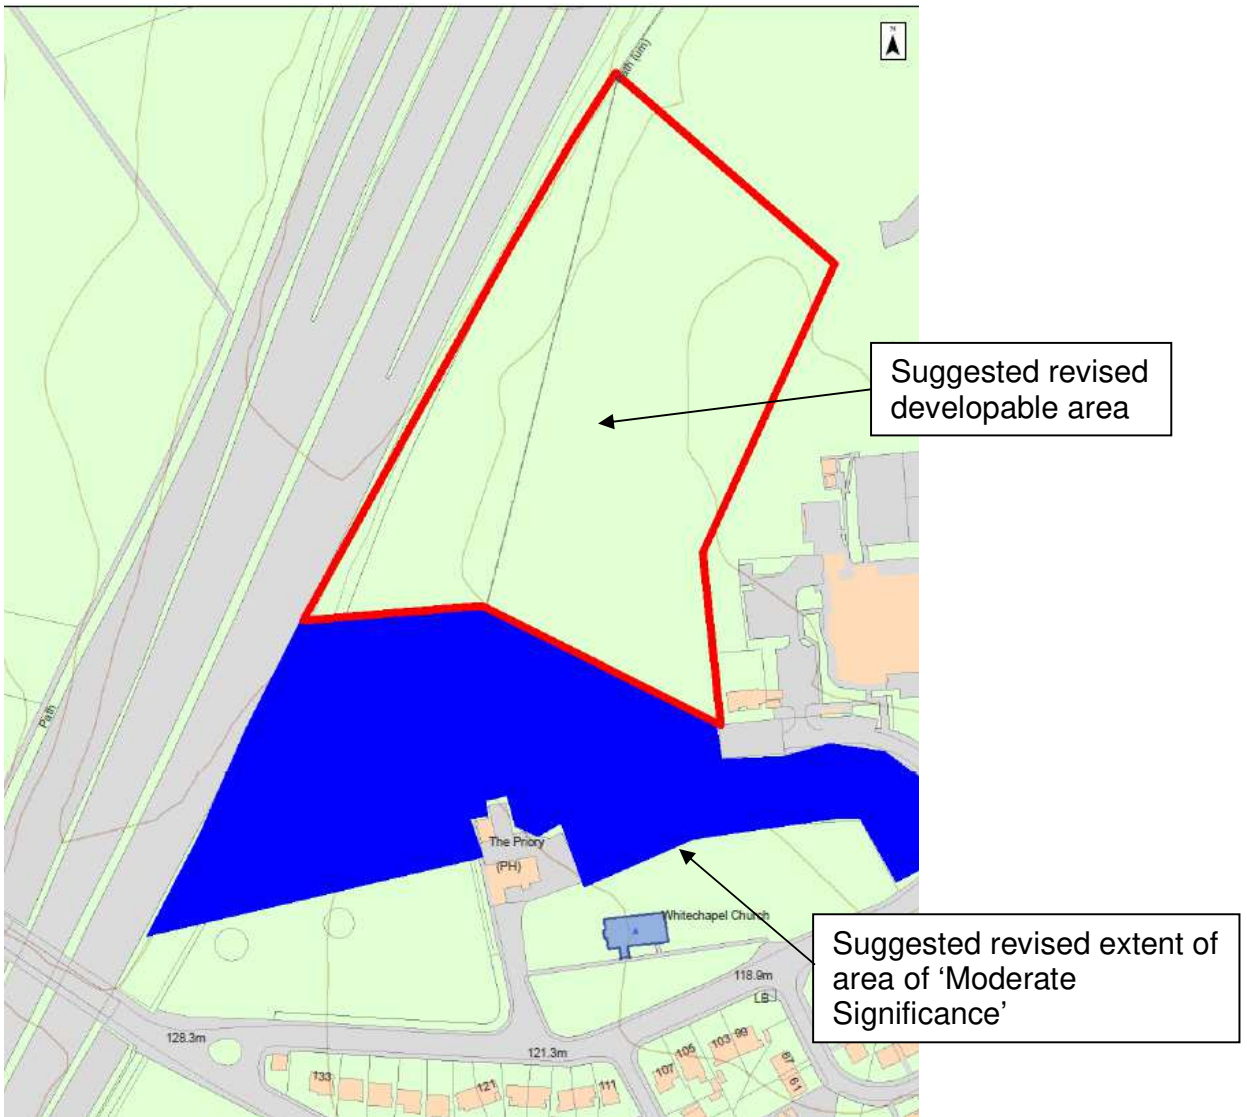 N
Path (um)
Suggested revised
developable area
Path
The Priory
(PH)
Whitechapel Church
Suggested revised extent of
area of ‘Moderate
Significance’
118.9m
LB
128.3m
121.3m
133
121
111
107
105
103
99
87
61